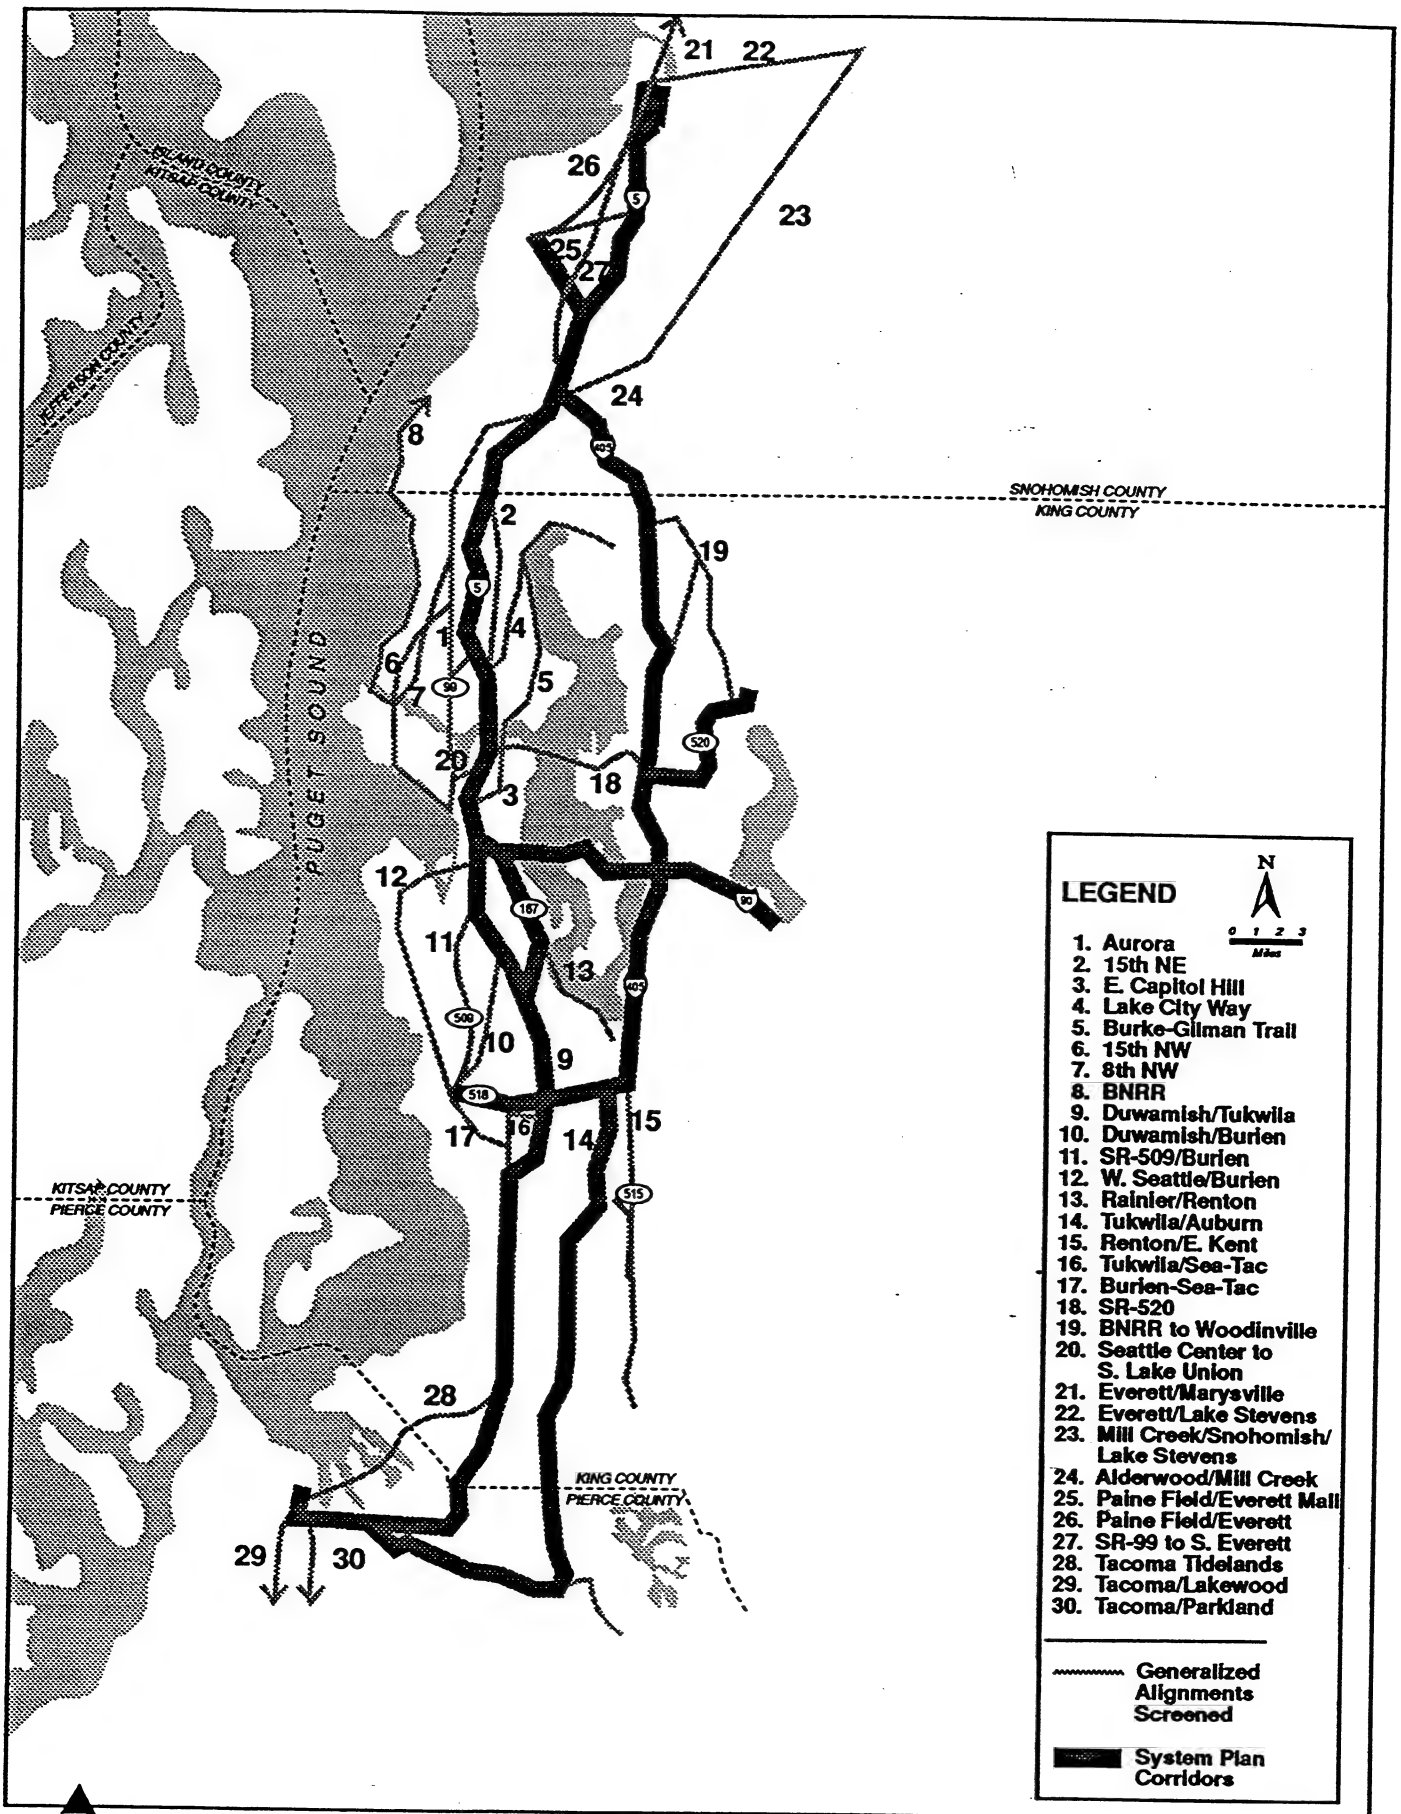 21
22
26
ISLAND COUNTY
KITSAP COUNTY
5
23
25
27
JEFFERSON COUNTY
24
8
405
SNOHOMISH COUNTY
KING COUNTY
2
19
5
1
4
6
5
7
99
520
20
18
3
PUGET SOUND
12
167
90
11
13
405
509
10
9
518
16
15
17
14
KITSAP COUNTY
PIERCE COUNTY
515
28
KING COUNTY
PIERCE COUNTY
29
30
N
LEGEND
0 1 2 3
Miles
1. Aurora
2. 15th NE
3. E. Capitol Hill
4. Lake City Way
5. Burke-Gilman Trail
6. 15th NW
7. 8th NW
8. BNRR
9. Duwamish/Tukwila
10. Duwamish/Burien
11. SR-509/Burien
12. W. Seattle/Burien
13. Rainier/Renton
14. Tukwila/Auburn
15. Renton/E. Kent
16. Tukwila/Sea-Tac
17. Burien-Sea-Tac
18. SR-520
19. BNRR to Woodinville
20. Seattle Center to
S. Lake Union
21. Everett/Marysville
22. Everett/Lake Stevens
23. Mill Creek/Snohomish/
Lake Stevens
24. Alderwood/Mill Creek
25. Paine Field/Everett Mall
26. Paine Field/Everett
27. SR-99 to S. Everett
28. Tacoma Tidelands
29. Tacoma/Lakewood
30. Tacoma/Parkland
Generalized
Alignments
Screened
System Plan
Corridors